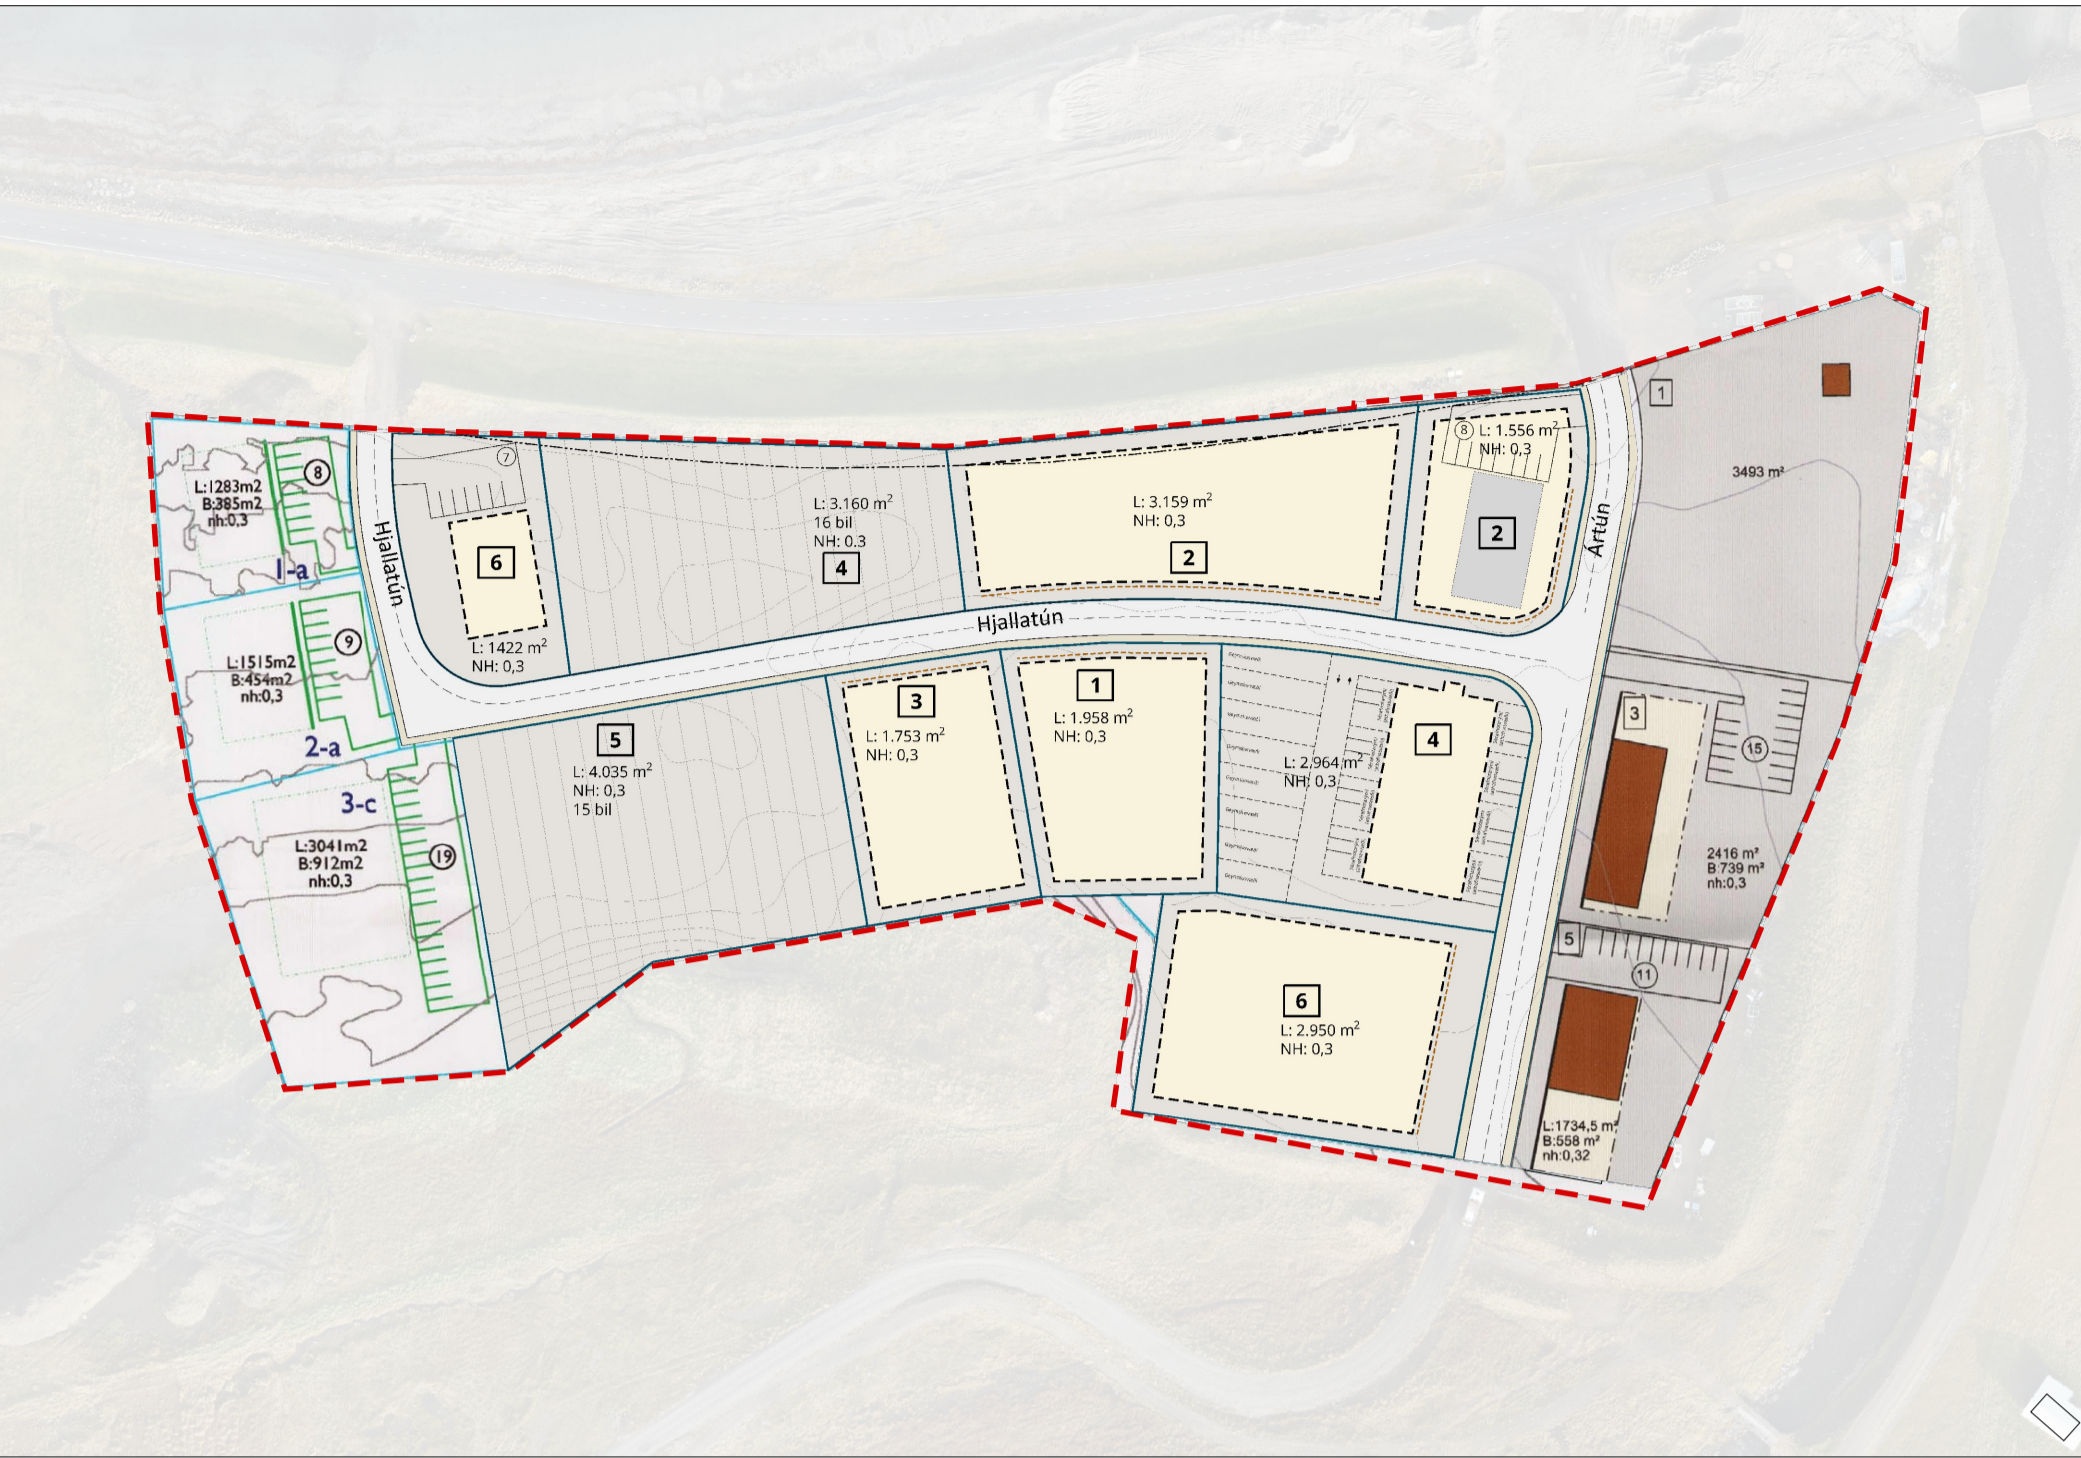 8
L:1283m2
B:385m2
nh:0,3
1-a
9
L:1515m2
B:454m2
nh:0,3
2-a
3-c
L:3041m2
B:912m2
nh:0,3
19
Hjallatún
7
6
L: 1422 m²
NH: 0,3
L: 3.160 m²
16 bil
NH: 0.3
4
L: 3.159 m²
NH: 0,3
2
8
L: 1.556 m²
NH: 0,3
2
Hjallatún
Ártún
5
L: 4.035 m²
NH: 0,3
15 bil
3
L: 1.753 m²
NH: 0,3
1
L: 1.958 m²
NH: 0,3
4
L: 2.964 m²
NH: 0,3
6
L: 2.950 m²
NH: 0,3
1
3493 m²
3
15
2416 m²
B:739 m²
nh:0,3
5
11
L:1734,5 m²
B:558 m²
nh:0,32